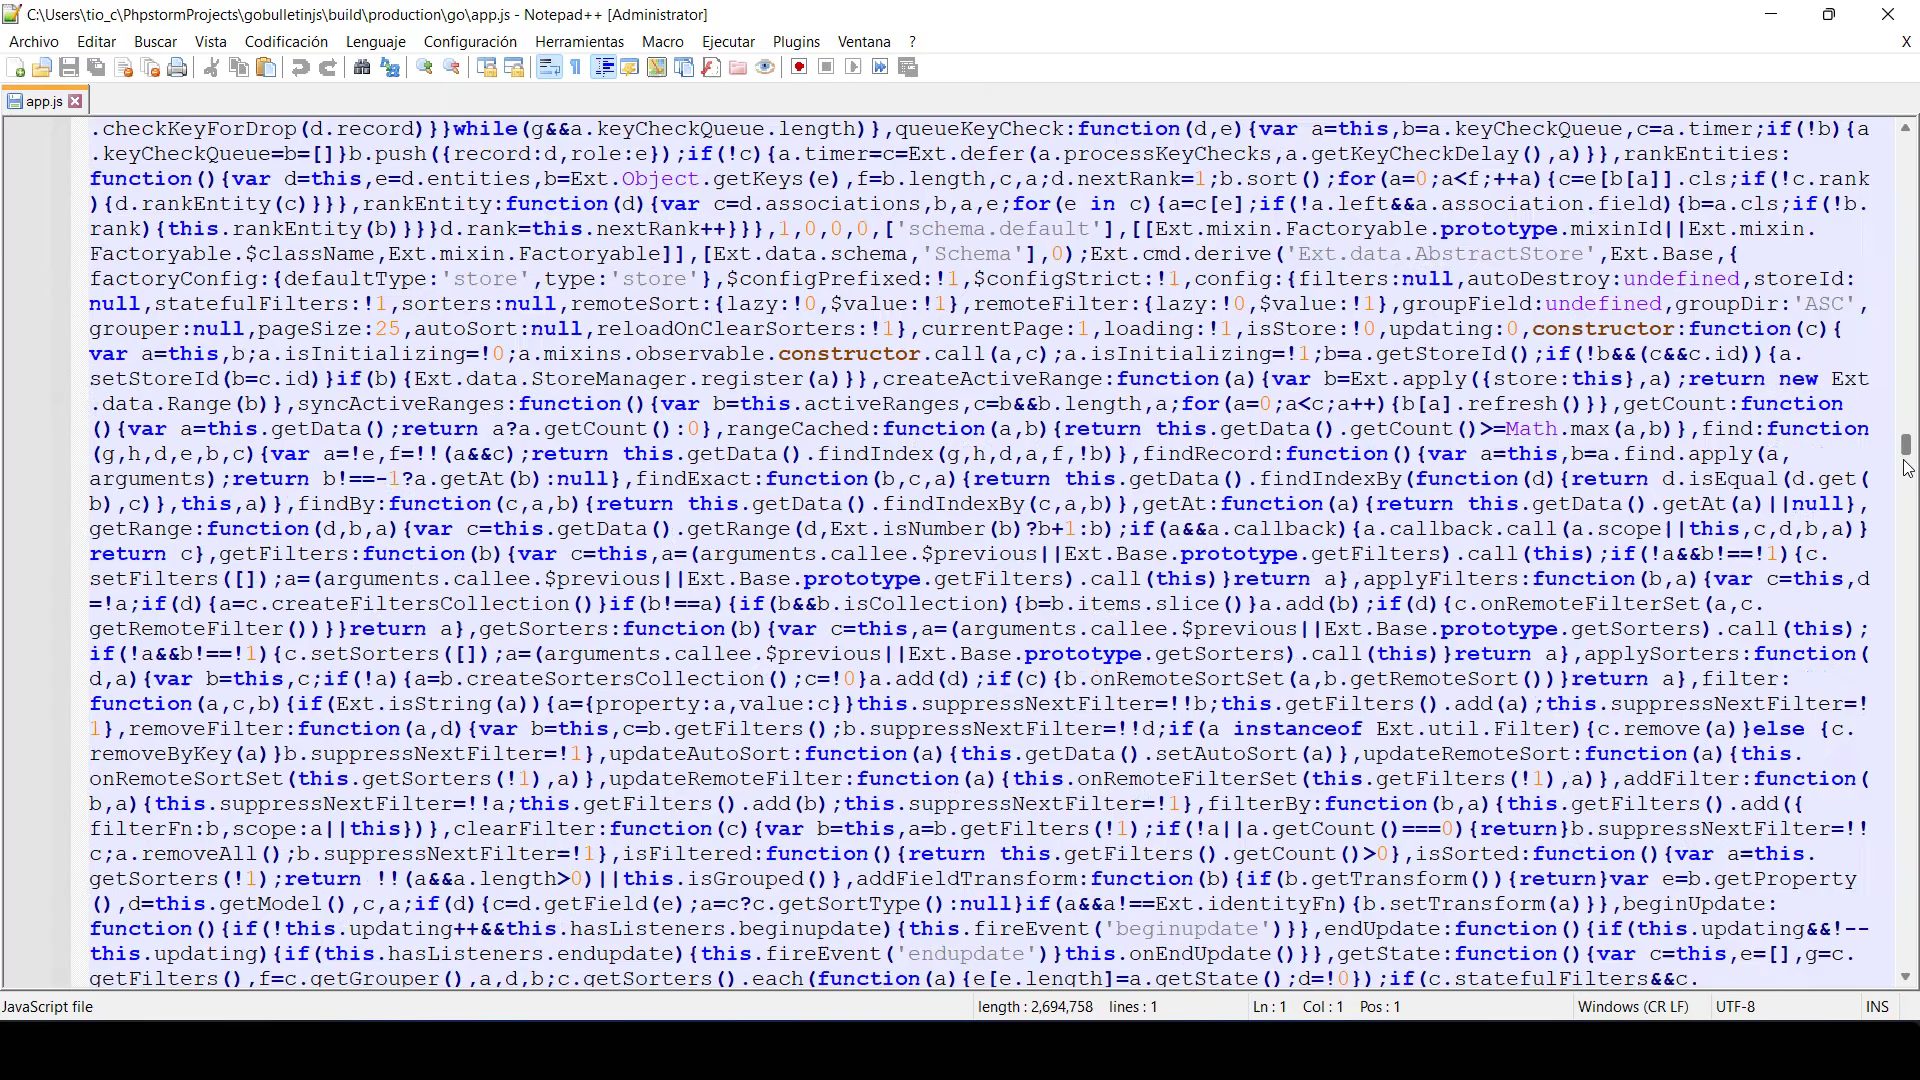 C:\Users\tio_c\PhpstormProjects\gobulletinjs\build\production\go\app.js - Notepad++ [Administrator]
Archivo Editar Buscar Vista Codificación Lenguaje Configuración Herramientas Macro Ejecutar Plugins Ventana ? X
app.js
.checkKeyForDrop(d.record)}}while(g&&a.keyCheckQueue.length)},queueKeyCheck:function(d,e){var a=this,b=a.keyCheckQueue,c=a.timer;if(!b){a
.keyCheckQueue=b=[]}b.push({record:d,role:e});if(!c){a.timer=c=Ext.defer(a.processKeyChecks,a.getKeyCheckDelay(),a)}},rankEntities:
function(){var d=this,e=d.entities,b=Ext.Object.getKeys(e),f=b.length,c,a;d.nextRank=1;b.sort();for(a=0;a<f;++a){c=e[b[a]].cls;if(!c.rank
){d.rankEntity(c)}}},rankEntity:function(d){var c=d.associations,b,a,e;for(e in c){a=c[e];if(!a.left&&a.association.field){b=a.cls;if(!b.
rank){this.rankEntity(b)}}}d.rank=this.nextRank++}}},1,0,0,0,['schema.default'],[[Ext.mixin.Factoryable.prototype.mixinId||Ext.mixin.
Factoryable.$className,Ext.mixin.Factoryable]],[Ext.data.schema,'Schema'],0);Ext.cmd.derive('Ext.data.AbstractStore',Ext.Base,{
factoryConfig:{defaultType:'store',type:'store'},$configPrefixed:!1,$configStrict:!1,config:{filters:null,autoDestroy:undefined,storeId:
null,statefulFilters:!1,sorters:null,remoteSort:{lazy:!0,$value:!1},remoteFilter:{lazy:!0,$value:!1},groupField:undefined,groupDir:'ASC',
grouper:null,pageSize:25,autoSort:null,reloadOnClearSorters:!1},currentPage:1,loading:!1,isStore:!0,updating:0,constructor:function(c){
var a=this,b;a.isInitializing=!0;a.mixins.observable.constructor.call(a,c);a.isInitializing=!1;b=a.getStoreId();if(!b&&(c&&c.id)){a.
setStoreId(b=c.id)}if(b){Ext.data.StoreManager.register(a)}},createActiveRange:function(a){var b=Ext.apply({store:this},a);return new Ext
.data.Range(b)},syncActiveRanges:function(){var b=this.activeRanges,c=b&&b.length,a;for(a=0;a<c;a++){b[a].refresh()}},getCount:function
(){var a=this.getData();return a?a.getCount():0},rangeCached:function(a,b){return this.getData().getCount()>=Math.max(a,b)},find:function
(g,h,d,e,b,c){var a=!e,f=!!(a&&c);return this.getData().findIndex(g,h,d,a,f,!b)},findRecord:function(){var a=this,b=a.find.apply(a,
arguments);return b!==-1?a.getAt(b):null},findExact:function(b,c,a){return this.getData().findIndexBy(function(d){return d.isEqual(d.get(
b),c)},this,a)},findBy:function(c,a,b){return this.getData().findIndexBy(c,a,b)},getAt:function(a){return this.getData().getAt(a)||null},
getRange:function(d,b,a){var c=this.getData().getRange(d,Ext.isNumber(b)?b+1:b);if(a&&a.callback){a.callback.call(a.scope||this,c,d,b,a)}
return c},getFilters:function(b){var c=this,a=(arguments.callee.$previous||Ext.Base.prototype.getFilters).call(this);if(!a&&b!==!1){c.
setFilters([]);a=(arguments.callee.$previous||Ext.Base.prototype.getFilters).call(this)}return a},applyFilters:function(b,a){var c=this,d
=!a;if(d){a=c.createFiltersCollection()}if(b!==a){if(b&&b.isCollection){b=b.items.slice()}a.add(b);if(d){c.onRemoteFilterSet(a,c.
getRemoteFilter())}}return a},getSorters:function(b){var c=this,a=(arguments.callee.$previous||Ext.Base.prototype.getSorters).call(this);
if(!a&&b!==!1){c.setSorters([]);a=(arguments.callee.$previous||Ext.Base.prototype.getSorters).call(this)}return a},applySorters:function(
d,a){var b=this,c;if(!a){a=b.createSortersCollection();c=!0}a.add(d);if(c){b.onRemoteSortSet(a,b.getRemoteSort())}return a},filter:
function(a,c,b){if(Ext.isString(a)){a={property:a,value:c}}this.suppressNextFilter=!!b;this.getFilters().add(a);this.suppressNextFilter=!
1},removeFilter:function(a,d){var b=this,c=b.getFilters();b.suppressNextFilter=!!d;if(a instanceof Ext.util.Filter){c.remove(a)}else {c.
removeByKey(a)}b.suppressNextFilter=!1},updateAutoSort:function(a){this.getData().setAutoSort(a)},updateRemoteSort:function(a){this.
onRemoteSortSet(this.getSorters(!1),a)},updateRemoteFilter:function(a){this.onRemoteFilterSet(this.getFilters(!1),a)},addFilter:function(
b,a){this.suppressNextFilter=!!a;this.getFilters().add(b);this.suppressNextFilter=!1},filterBy:function(b,a){this.getFilters().add({
filterFn:b,scope:a||this})},clearFilter:function(c){var b=this,a=b.getFilters(!1);if(!a||a.getCount()===0){return}b.suppressNextFilter=!!
c;a.removeAll();b.suppressNextFilter=!1},isFiltered:function(){return this.getFilters().getCount()>0},isSorted:function(){var a=this.
getSorters(!1);return !!(a&&a.length>0)||this.isGrouped()},addFieldTransform:function(b){if(b.getTransform()){return}var e=b.getProperty
(),d=this.getModel(),c,a;if(d){c=d.getField(e);a=c?c.getSortType():null}if(a&&a!==Ext.identityFn){b.setTransform(a)}},beginUpdate:
function(){if(!this.updating++&&this.hasListeners.beginupdate){this.fireEvent('beginupdate')}},endUpdate:function(){if(this.updating&&!--
this.updating){if(this.hasListeners.endupdate){this.fireEvent('endupdate')}this.onEndUpdate()}},getState:function(){var c=this,e=[],g=c.
getFilters(),f=c.getGrouper(),a,d,b;c.getSorters().each(function(a){e[e.length]=a.getState();d=!0});if(c.statefulFilters&&c.
JavaScript file length : 2,694,758 lines : 1 Ln : 1 Col : 1 Pos : 1 Windows (CR LF) UTF-8 INS